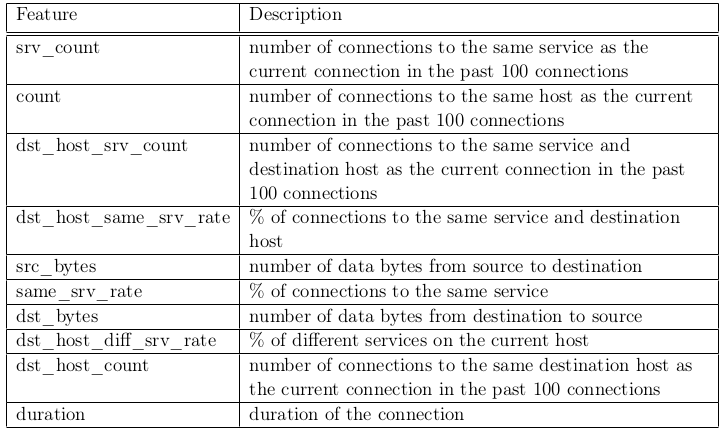 Feature Description
srv_count number of connections to the same service as the
current connection in the past 100 connections
count number of connections to the same host as the current
connection in the past 100 connections
dst_host_srv_count number of connections to the same service and
destination host as the current connection in the past
100 connections
dst_host_same_srv_rate % of connections to the same service and destination
host
src_bytes number of data bytes from source to destination
same_srv_rate % of connections to the same service
dst_bytes number of data bytes from destination to source
dst_host_diff_srv_rate % of different services on the current host
dst_host_count number of connections to the same destination host as
the current connection in the past 100 connections
duration duration of the connection